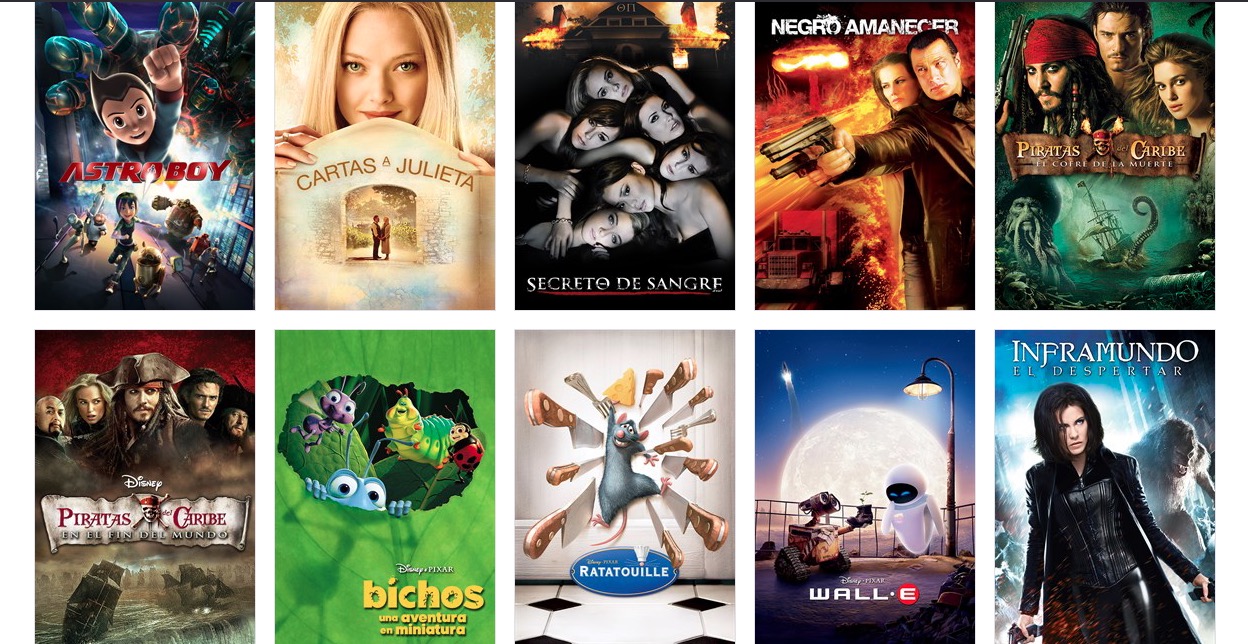 ΘΠ
ASTROBOY
CARTAS A JULIETA
SECRETO DE SANGRE
NEGRO AMANECER
PIRATAS del CARIBE
EL COFRE DE LA MUERTE
DISNEY
PIRATAS del CARIBE
EN EL FIN DEL MUNDO
DISNEY·PIXAR
bichos
una aventura
en miniatura
DISNEY·PIXAR
RATATOUILLE
DISNEY·PIXAR
WALL·E
INFRAMUNDO
EL DESPERTAR